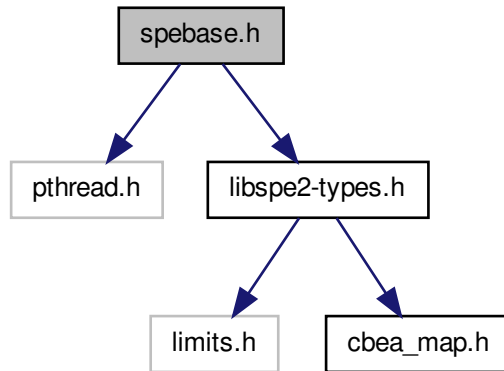 spebase.h
pthread.h
libspe2-types.h
limits.h
cbea_map.h